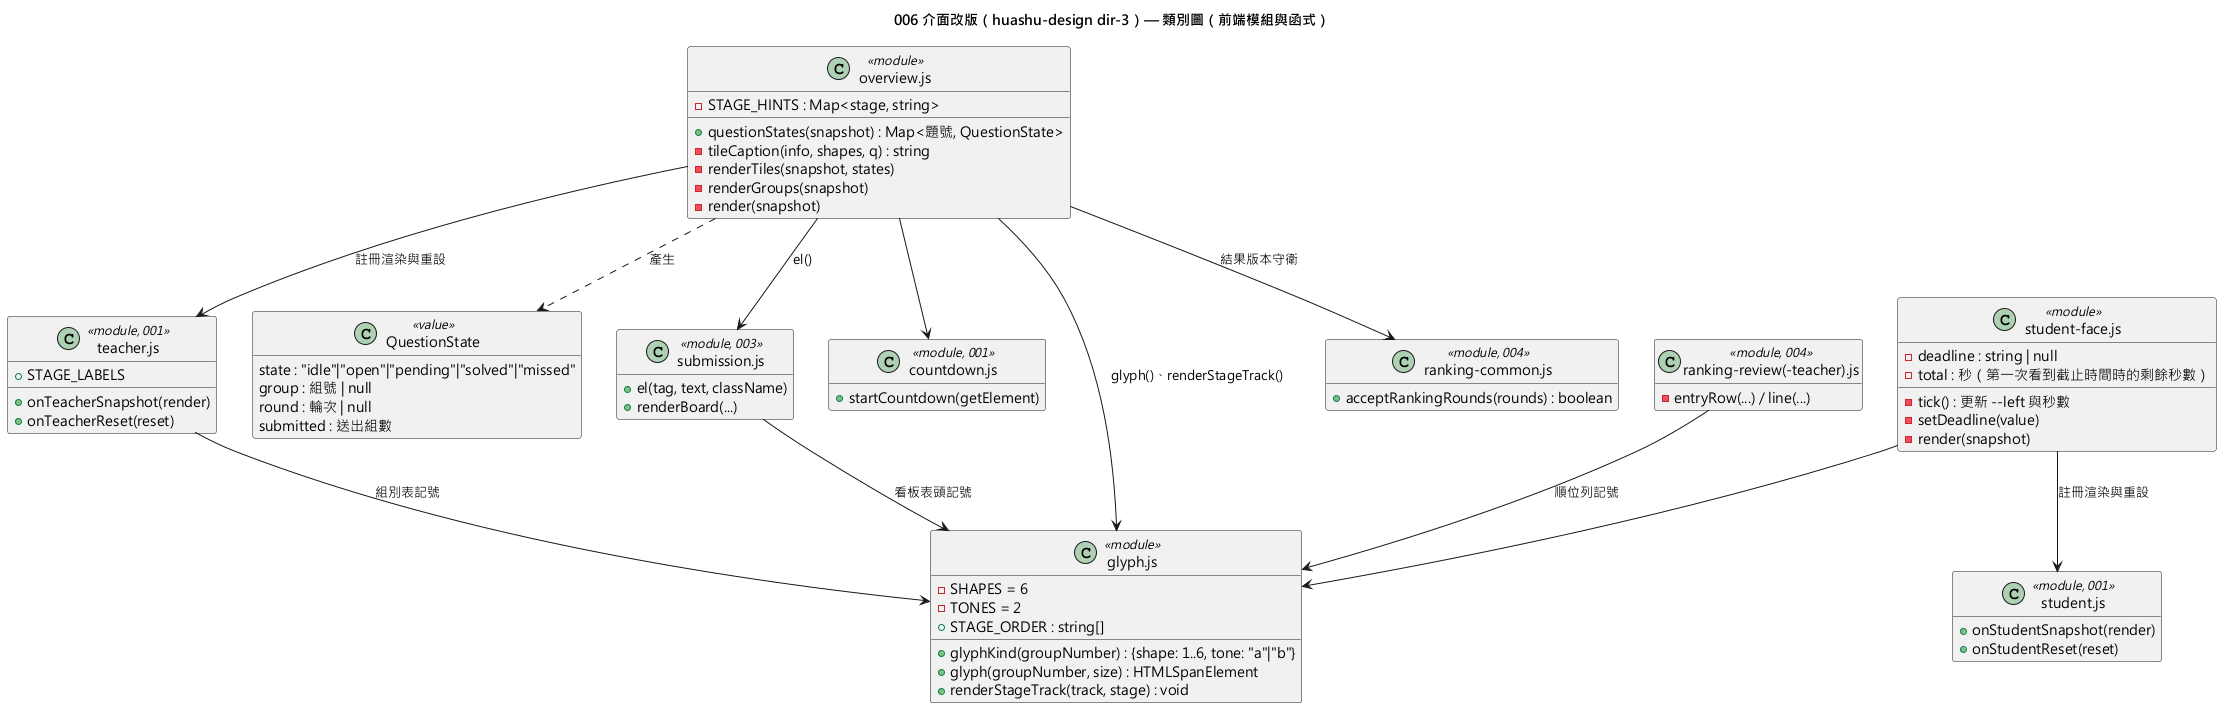 006 介面改版（huashu-design dir-3）— 類別圖（前端模組與函式）
C «module»
overview.js
STAGE_HINTS : Map<stage, string>
questionStates(snapshot) : Map<題號, QuestionState>
tileCaption(info, shapes, q) : string
renderTiles(snapshot, states)
renderGroups(snapshot)
render(snapshot)
註冊渲染與重設
產生
el()
glyph()、renderStageTrack()
結果版本守衛
C «module, 001»
teacher.js
STAGE_LABELS
onTeacherSnapshot(render)
onTeacherReset(reset)
C «value»
QuestionState
state : "idle"|"open"|"pending"|"solved"|"missed"
group : 組號 | null
round : 輪次 | null
submitted : 送出組數
C «module, 003»
submission.js
el(tag, text, className)
renderBoard(...)
C «module, 001»
countdown.js
startCountdown(getElement)
C «module, 004»
ranking-common.js
acceptRankingRounds(rounds) : boolean
C «module, 004»
ranking-review(-teacher).js
entryRow(...) / line(...)
C «module»
student-face.js
deadline : string | null
total : 秒（第一次看到截止時間時的剩餘秒數）
tick() : 更新 --left 與秒數
setDeadline(value)
render(snapshot)
組別表記號
看板表頭記號
順位列記號
註冊渲染與重設
C «module»
glyph.js
SHAPES = 6
TONES = 2
STAGE_ORDER : string[]
glyphKind(groupNumber) : {shape: 1..6, tone: "a"|"b"}
glyph(groupNumber, size) : HTMLSpanElement
renderStageTrack(track, stage) : void
C «module, 001»
student.js
onStudentSnapshot(render)
onStudentReset(reset)